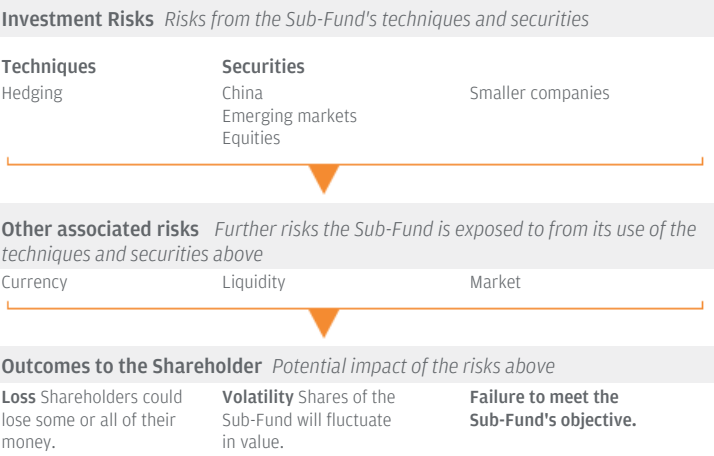 Investment Risks Risks from the Sub-Fund's techniques and securities
Techniques
Hedging
Securities
China
Emerging markets
Equities
Smaller companies
Other associated risks Further risks the Sub-Fund is exposed to from its use of the
techniques and securities above
Currency
Liquidity
Market
Outcomes to the Shareholder Potential impact of the risks above
Loss Shareholders could
lose some or all of their
money.
Volatility Shares of the
Sub-Fund will fluctuate
in value.
Failure to meet the
Sub-Fund's objective.